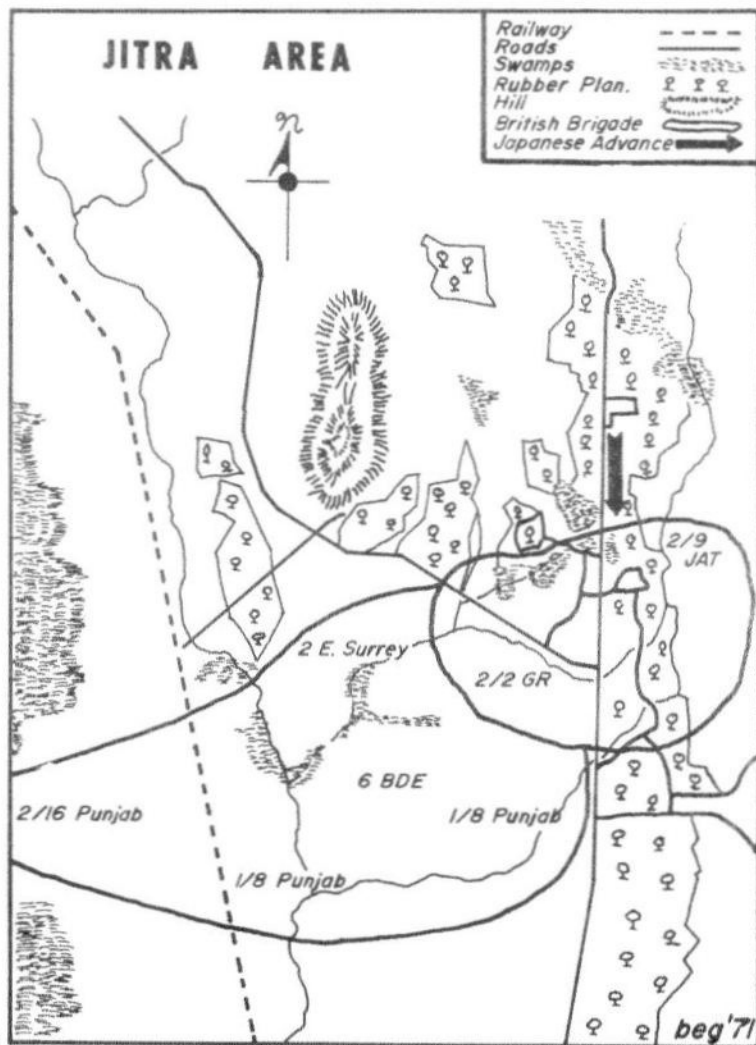 JITRA AREA
Railway
Roads
Swamps
Rubber Plan.
Hill
British Brigade
Japanese Advance
n
2/9
JAT
2 E. Surrey
2/2 GR
6 BDE
2/16 Punjab
1/8 Punjab
1/8 Punjab
beg '71